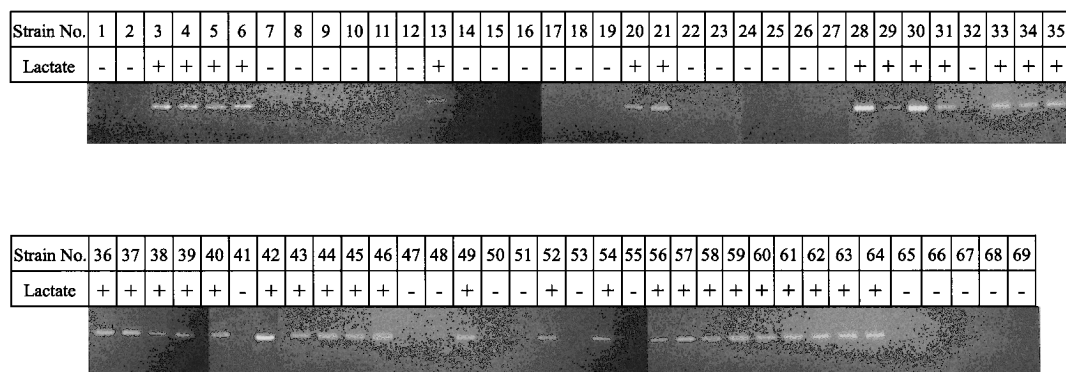 Strain No. 1 2 3 4 5 6 7 8 9 10 11 12 13 14 15 16 17 18 19 20 21 22 23 24 25 26 27 28 29 30 31 32 33 34 35
Lactate - - + + + + - - - - - - + - - - - - - + + - - - - - - + + + + - + + +
Strain No. 36 37 38 39 40 41 42 43 44 45 46 47 48 49 50 51 52 53 54 55 56 57 58 59 60 61 62 63 64 65 66 67 68 69
Lactate + + + + + - + + + + + - - + - - + - + - + + + + + + + + + - - - - -